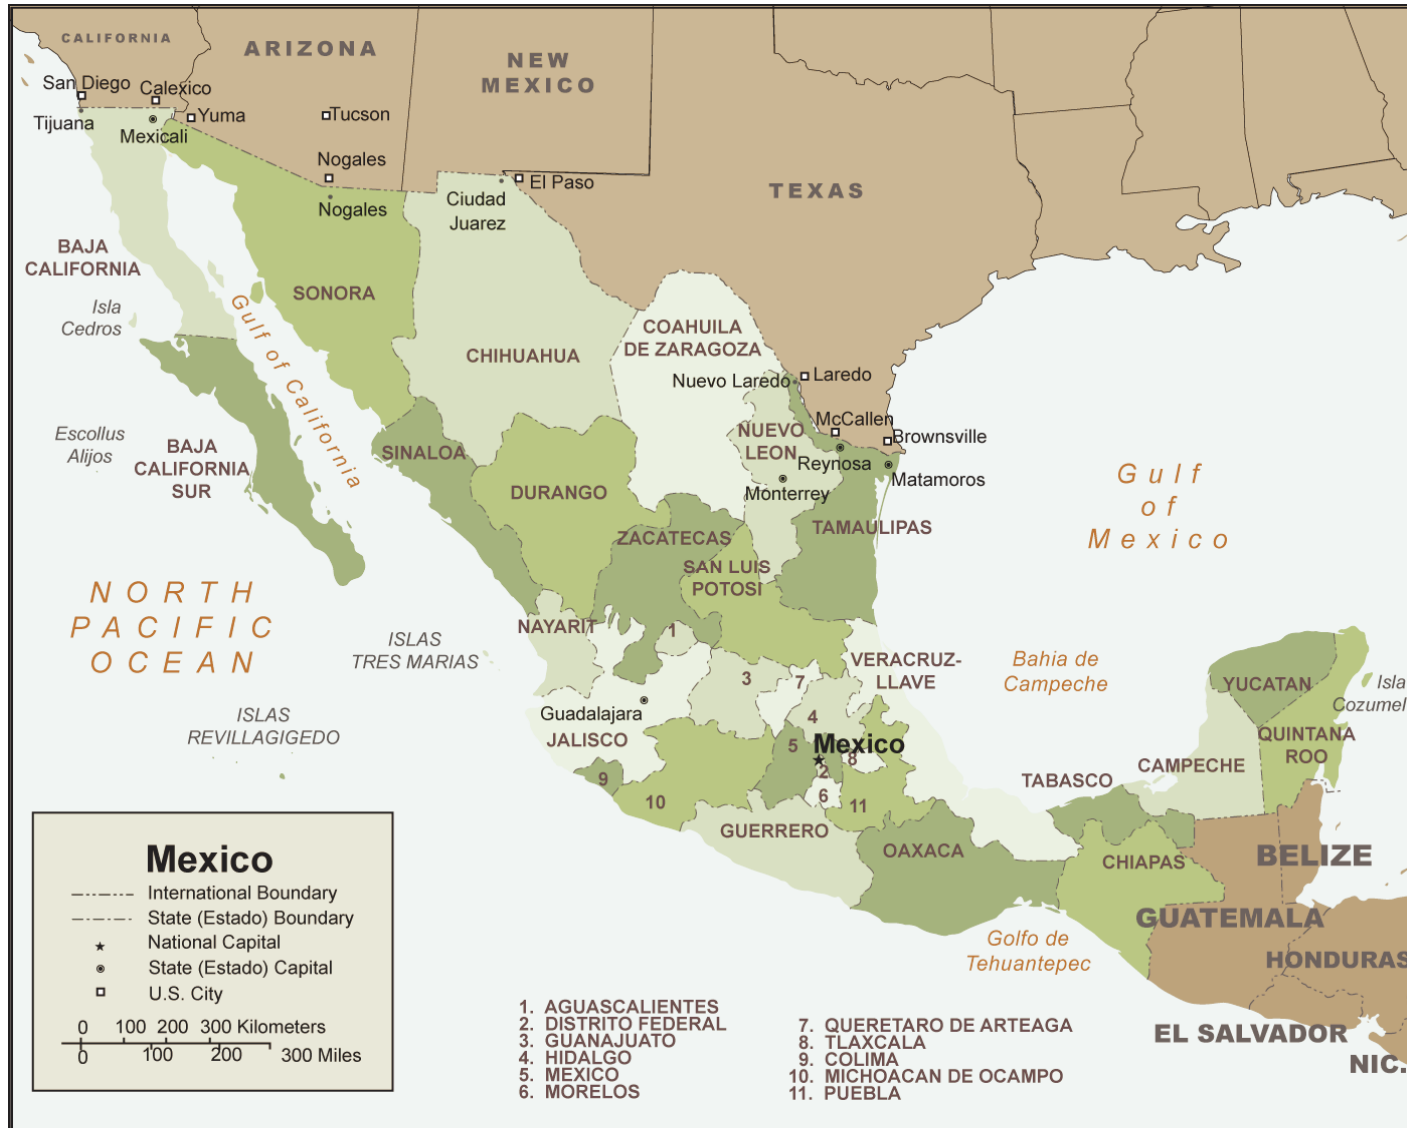 CALIFORNIA
ARIZONA
NEW
MEXICO
TEXAS
San Diego
Calexico
Tijuana
Mexicali
Yuma
Tucson
Nogales
Nogales
El Paso
Ciudad
Juarez
BAJA
CALIFORNIA
Isla
Cedros
SONORA
Gulf of California
CHIHUAHUA
COAHUILA
DE ZARAGOZA
Nuevo Laredo
Laredo
McCallen
Brownsville
NUEVO
LEON
Reynosa
Monterrey
Matamoros
Escollus
Alijos
BAJA
CALIFORNIA
SUR
SINALOA
DURANGO
ZACATECAS
TAMAULIPAS
SAN LUIS
POTOSI
Gulf
of
Mexico
NORTH
PACIFIC
OCEAN
ISLAS
TRES MARIAS
NAYARIT
1
3
7
4
VERACRUZ-
LLAVE
Bahia de
Campeche
YUCATAN
Isla
Cozumel
ISLAS
REVILLAGIGEDO
Guadalajara
JALISCO
5
Mexico
8
2
6
9
10
11
QUINTANA
ROO
CAMPECHE
TABASCO
GUERRERO
OAXACA
CHIAPAS
BELIZE
GUATEMALA
HONDURAS
EL SALVADOR
NIC.
Golfo de
Tehuantepec
Mexico
International Boundary
State (Estado) Boundary
National Capital
State (Estado) Capital
U.S. City
0 100 200 300 Kilometers
0 100 200 300 Miles
1. AGUASCALIENTES
2. DISTRITO FEDERAL
3. GUANAJUATO
4. HIDALGO
5. MEXICO
6. MORELOS
7. QUERETARO DE ARTEAGA
8. TLAXCALA
9. COLIMA
10. MICHOACAN DE OCAMPO
11. PUEBLA